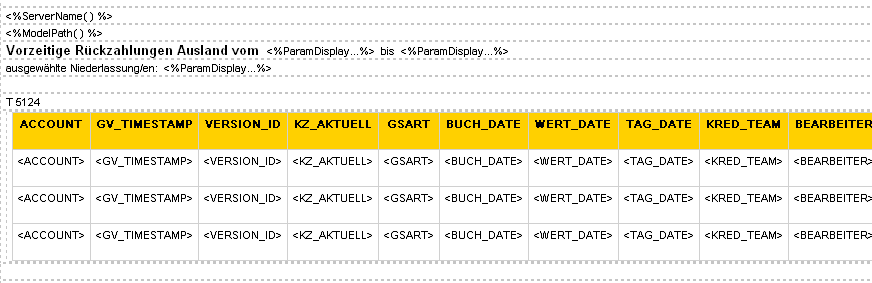 <%ServerName() %>
<%ModelPath() %>
Vorzeitige Rückzahlungen Ausland vom <%ParamDisplay...%> bis <%ParamDisplay...%>
ausgewählte Niederlassung/en: <%ParamDisplay...%>
T5124
ACCOUNT GV_TIMESTAMP VERSION_ID KZ_AKTUELL GSART BUCH_DATE WERT_DATE TAG_DATE KRED_TEAM BEARBEITER
<ACCOUNT> <GV_TIMESTAMP> <VERSION_ID> <KZ_AKTUELL> <GSART> <BUCH_DATE> <WERT_DATE> <TAG_DATE> <KRED_TEAM> <BEARBEITER>
<ACCOUNT> <GV_TIMESTAMP> <VERSION_ID> <KZ_AKTUELL> <GSART> <BUCH_DATE> <WERT_DATE> <TAG_DATE> <KRED_TEAM> <BEARBEITER>
<ACCOUNT> <GV_TIMESTAMP> <VERSION_ID> <KZ_AKTUELL> <GSART> <BUCH_DATE> <WERT_DATE> <TAG_DATE> <KRED_TEAM> <BEARBEITER>